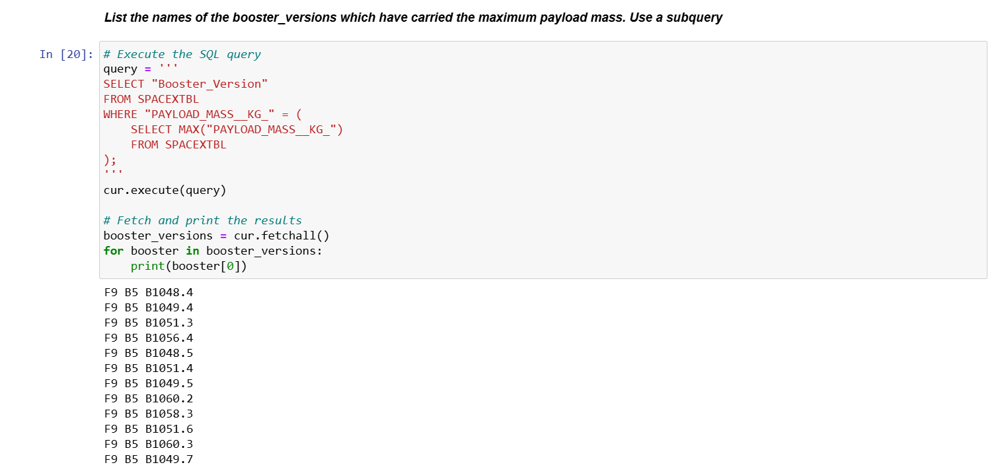 List the names of the booster_versions which have carried the maximum payload mass. Use a subquery
In [20]: # Execute the SQL query
query = '''
SELECT "Booster_Version"
FROM SPACEXTBL
WHERE "PAYLOAD_MASS__KG_" = (
    SELECT MAX("PAYLOAD_MASS__KG_")
    FROM SPACEXTBL
);
'''
cur.execute(query)

# Fetch and print the results
booster_versions = cur.fetchall()
for booster in booster_versions:
    print(booster[0])
F9 B5 B1048.4
F9 B5 B1049.4
F9 B5 B1051.3
F9 B5 B1056.4
F9 B5 B1048.5
F9 B5 B1051.4
F9 B5 B1049.5
F9 B5 B1060.2
F9 B5 B1058.3
F9 B5 B1051.6
F9 B5 B1060.3
F9 B5 B1049.7